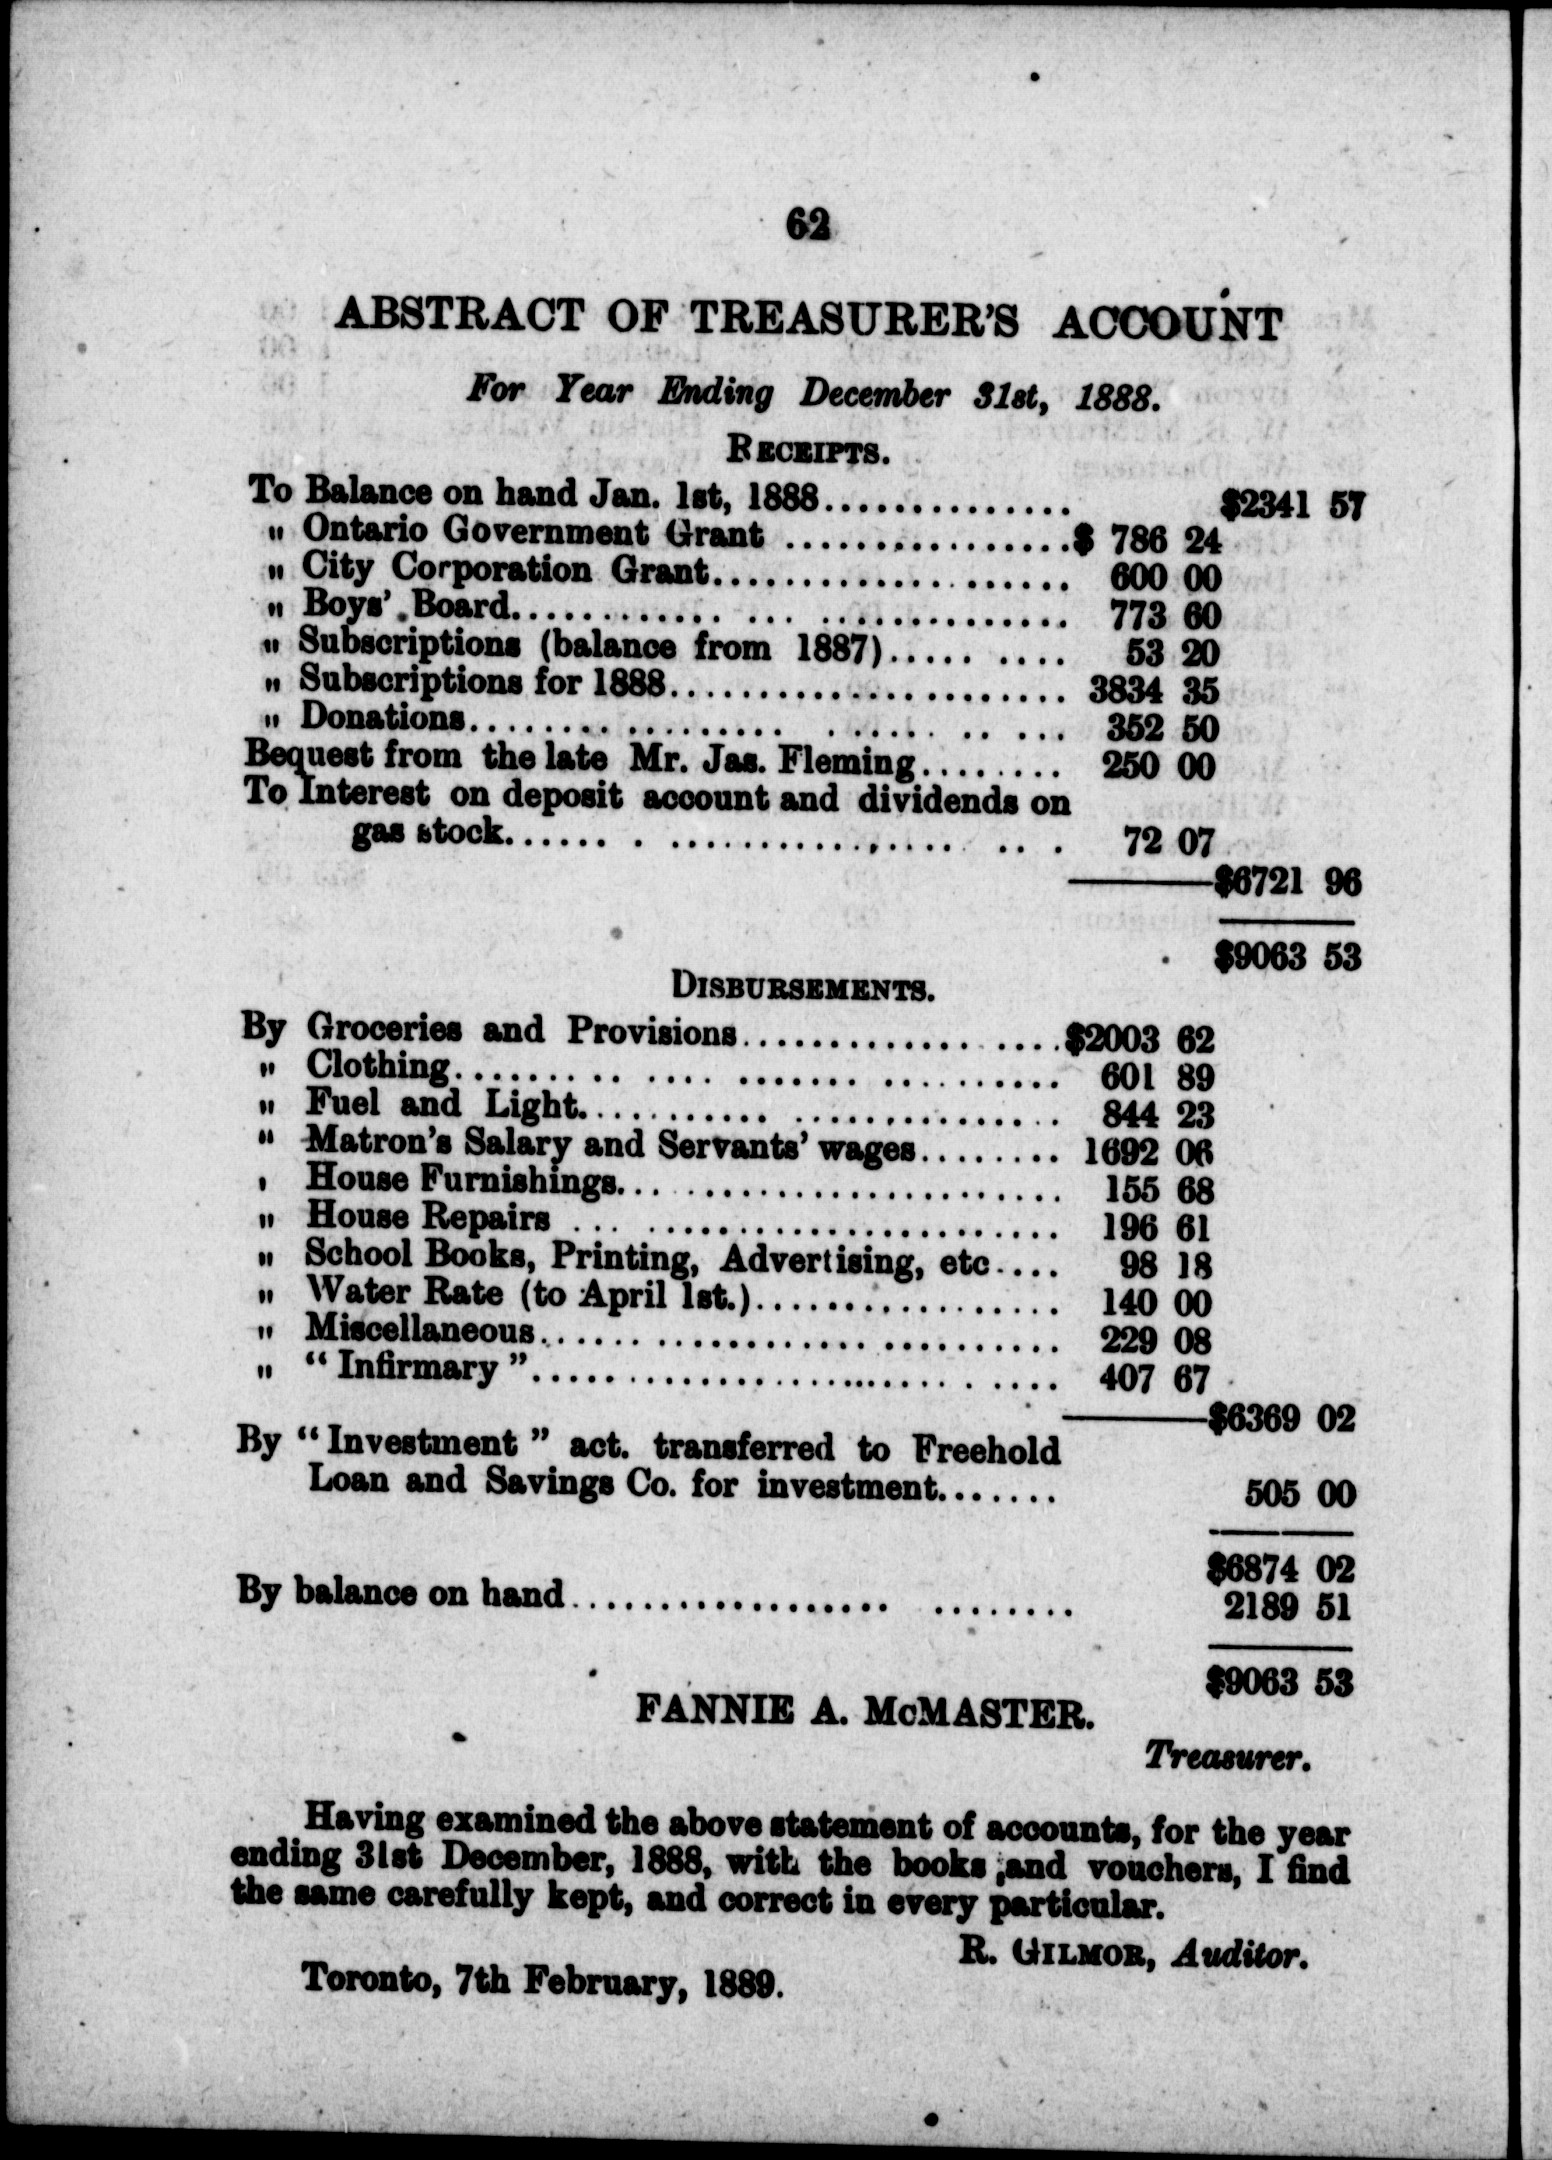 62
ABSTRACT OF TREASURER'S ACCOUNT
For Year Ending December 31st, 1888.
RECEIPTS.
To Balance on hand Jan. 1st, 1888............... $2341 57
" Ontario Government Grant ................$ 786 24
" City Corporation Grant.................... 600 00
" Boys' Board............................ 773 60
" Subscriptions (balance from 1887)......... 53 20
" Subscriptions for 1888...................... 3834 35
" Donations.............................. 352 50
Bequest from the late Mr. Jas. Fleming........ 250 00
To Interest on deposit account and dividends on
gas stock.......................... 72 07
$6721 96
$9063 53
DISBURSEMENTS.
By Groceries and Provisions..................$2003 62
" Clothing............................... 601 89
" Fuel and Light.......................... 844 23
" Matron's Salary and Servants' wages........ 1692 06
, House Furnishings........................ 155 68
" House Repairs .......................... 196 61
" School Books, Printing, Advertising, etc.... 98 18
" Water Rate (to April 1st.)................. 140 00
" Miscellaneous............................ 229 08
" "Infirmary"............................ 407 67
$6369 02
By "Investment" act. transferred to Freehold
Loan and Savings Co. for investment....... 505 00
$6874 02
By balance on hand.......................... 2189 51
$9063 53
FANNIE A. McMASTER.
Treasurer.
Having examined the above statement of accounts, for the year
ending 31st December, 1888, with the books and vouchers, I find
the same carefully kept, and correct in every particular.
R. GILMOR, Auditor.
Toronto, 7th February, 1889.